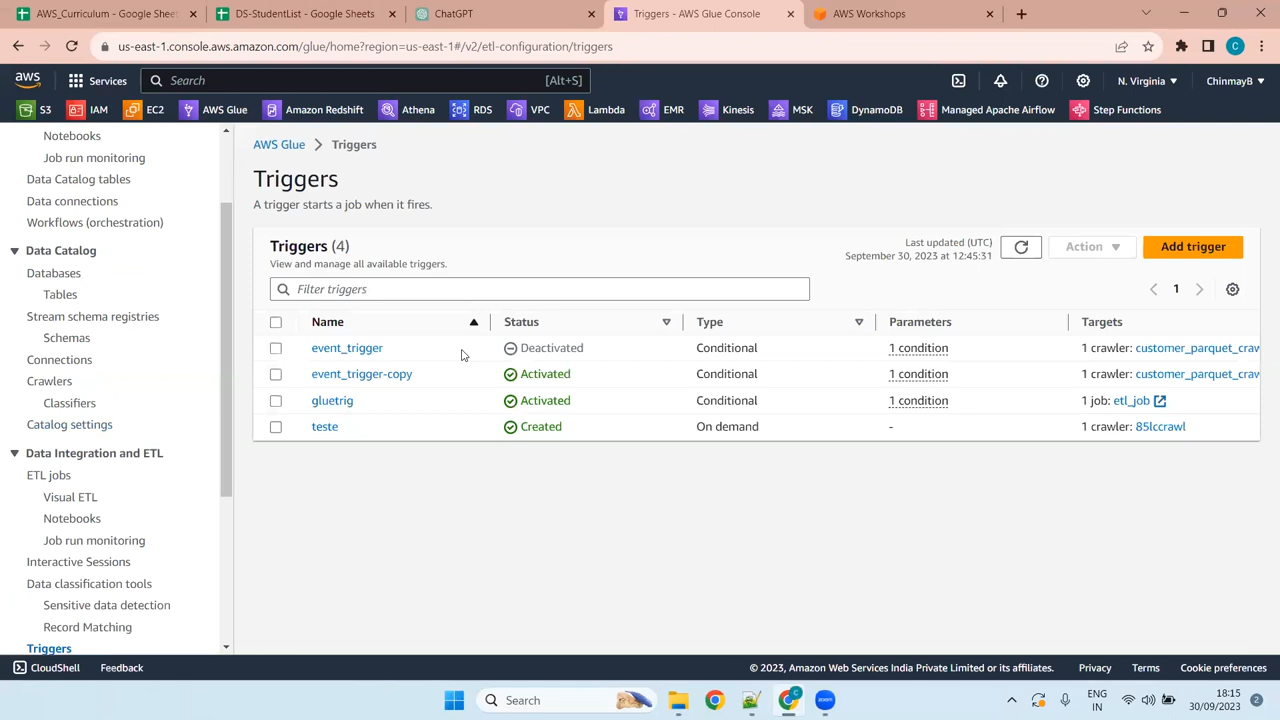 AWS_Curriculum - Google Sheet
DS-StudentList - Google Sheets
ChatGPT
Triggers - AWS Glue Console
AWS Workshops
us-east-1.console.aws.amazon.com/glue/home?region=us-east-1#/v2/etl-configuration/triggers
C
aws
Services
Search
[Alt+S]
N. Virginia
ChinmayB
S3
IAM
EC2
AWS Glue
Amazon Redshift
Athena
RDS
VPC
Lambda
EMR
Kinesis
MSK
DynamoDB
Managed Apache Airflow
Step Functions
Notebooks
Job run monitoring
Data Catalog tables
Data connections
Workflows (orchestration)
Data Catalog
Databases
Tables
Stream schema registries
Schemas
Connections
Crawlers
Classifiers
Catalog settings
Data Integration and ETL
ETL jobs
Visual ETL
Notebooks
Job run monitoring
Interactive Sessions
Data classification tools
Sensitive data detection
Record Matching
Triggers
AWS Glue
Triggers
Triggers
A trigger starts a job when it fires.
Triggers (4)
View and manage all available triggers.
Last updated (UTC)
September 30, 2023 at 12:45:31
Action
Add trigger
Filter triggers
1
Name Status Type Parameters Targets
event_trigger Deactivated Conditional 1 condition 1 crawler: customer_parquet_craw
event_trigger-copy Activated Conditional 1 condition 1 crawler: customer_parquet_craw
gluetrig Activated Conditional 1 condition 1 job: etl_job
teste Created On demand - 1 crawler: 85lccrawl
CloudShell
Feedback
© 2023, Amazon Web Services India Private Limited or its affiliates.
Privacy
Terms
Cookie preferences
Search
C
zoom
ENG
IN
18:15
30/09/2023
2